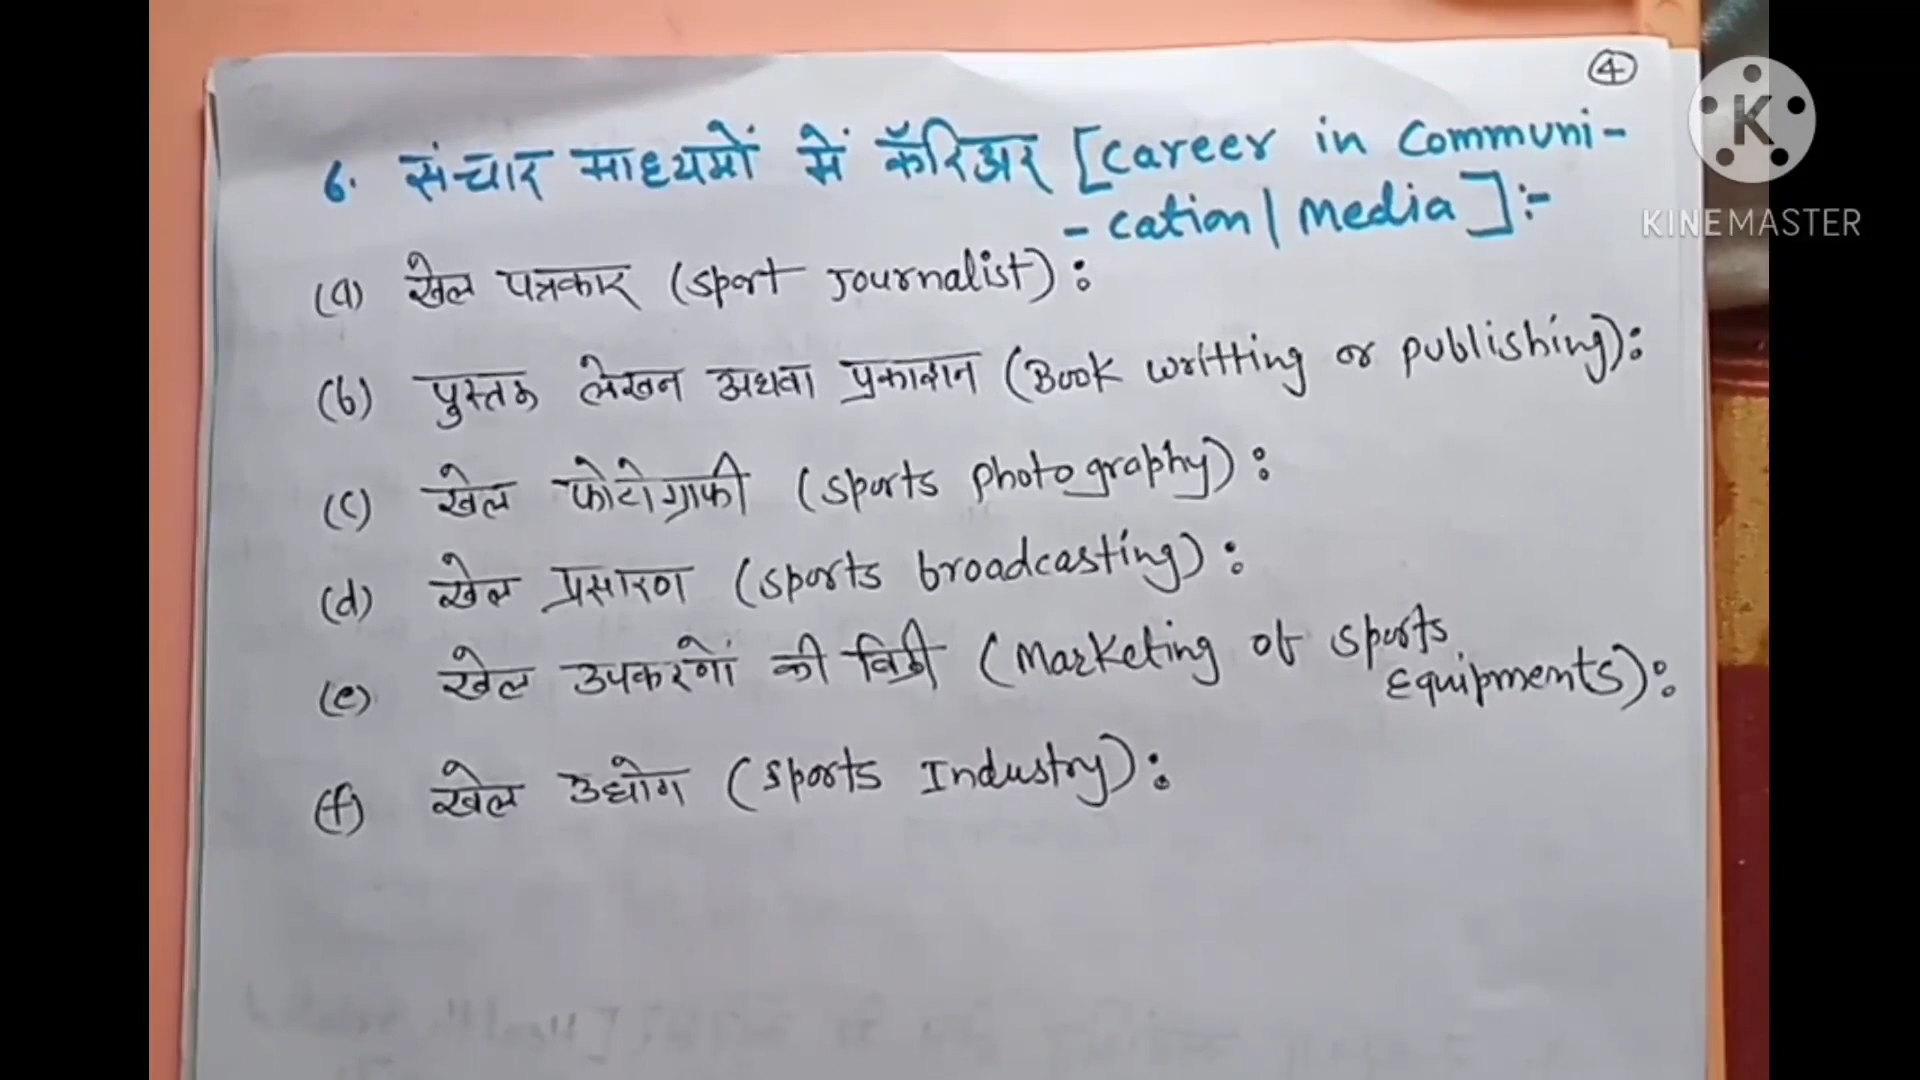 ④
6. संचार माध्यमों में कॅरिअर [career in communi-
- cation / Media ] :-
(a) खेल पत्रकार (sport Journalist) :
(b) पुस्तक लेखन अथवा प्रकाशन (Book writting or publishing) :
(c) खेल फोटोग्राफी (sports photography) :
(d) खेल प्रसारण (sports broadcasting) :
(e) खेल उपकरणों की बिक्री (Marketing of sports
Equipments) :
(f) खेल उद्योग (sports Industry) :
K
KINEMASTER